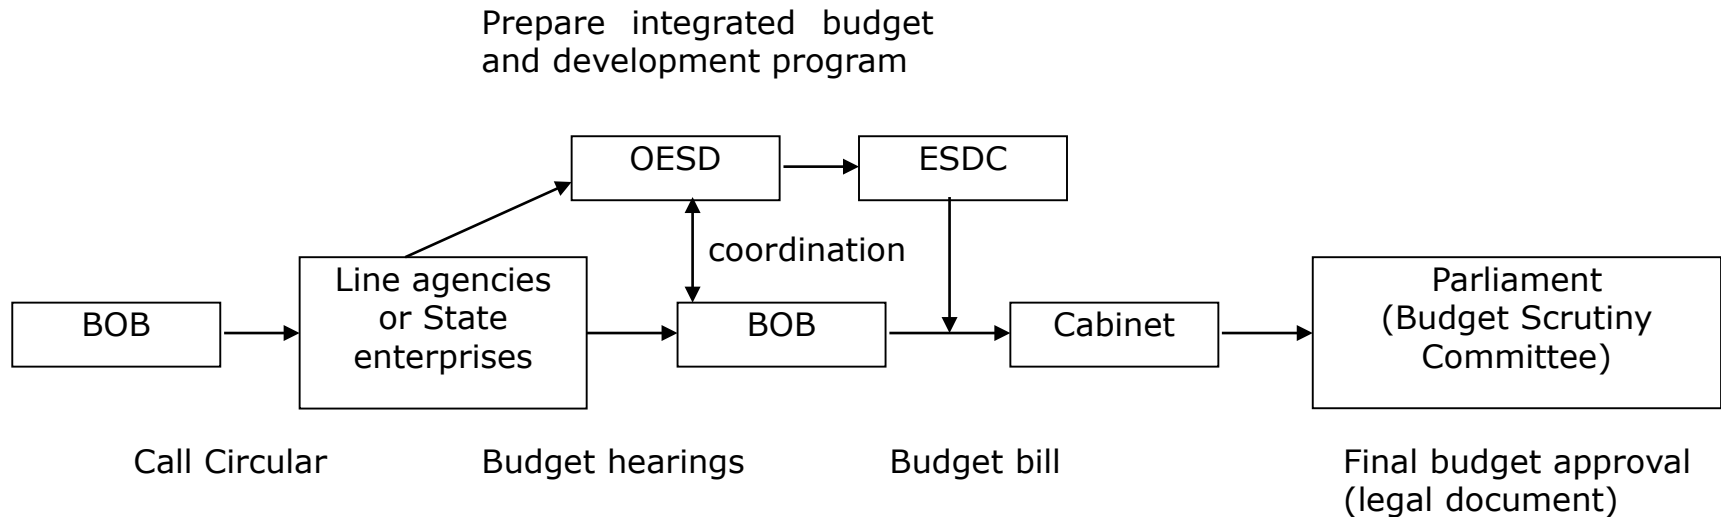 Prepare integrated budget
and development program
OESD
ESDC
coordination
BOB
Line agencies
or State
enterprises
BOB
Cabinet
Parliament
(Budget Scrutiny
Committee)
Call Circular
Budget hearings
Budget bill
Final budget approval
(legal document)